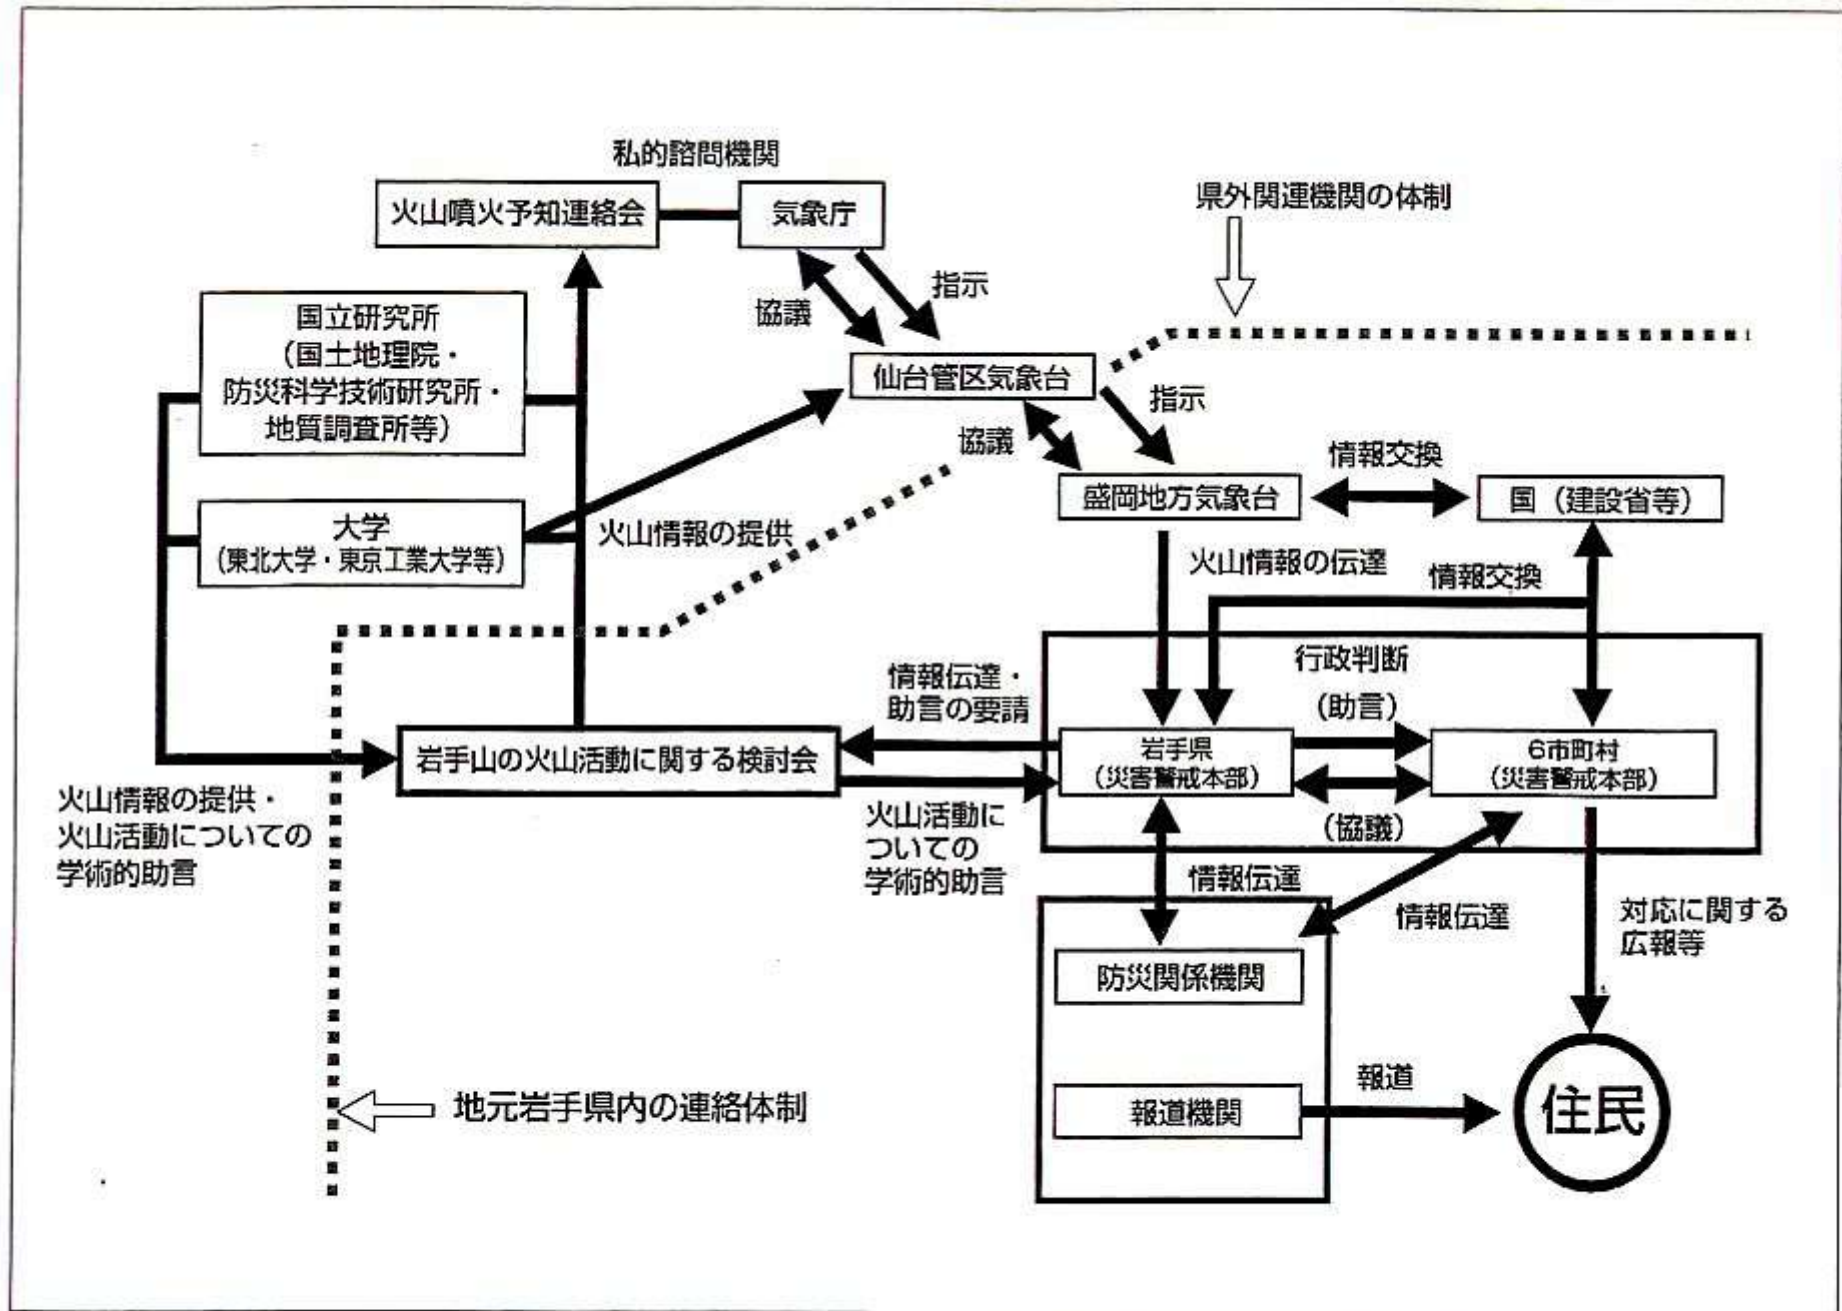 私的諮問機関
火山噴火予知連絡会
気象庁
県外関連機関の体制
協議
指示
国立研究所
（国土地理院・
防災科学技術研究所・
地質調査所等）
仙台管区気象台
指示
協議
情報交換
盛岡地方気象台
国（建設省等）
大学
（東北大学・東京工業大学等）
火山情報の提供
火山情報の伝達
情報交換
行政判断
情報伝達・
助言の要請
（助言）
岩手山の火山活動に関する検討会
岩手県
（災害警戒本部）
6市町村
（災害警戒本部）
火山情報の提供・
火山活動についての
学術的助言
火山活動に
ついての
学術的助言
（協議）
情報伝達
情報伝達
対応に関する
広報等
防災関係機関
報道機関
報道
住民
地元岩手県内の連絡体制